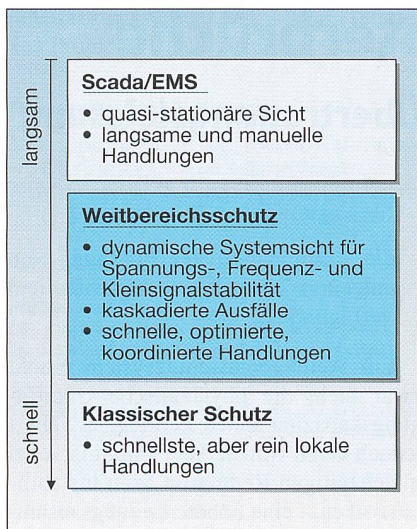 langsam
Scada/EMS
• quasi-stationäre Sicht
• langsame und manuelle
Handlungen
Weitbereichsschutz
• dynamische Systemsicht für
Spannungs-, Frequenz- und
Kleinsignalstabilität
• kaskadierte Ausfälle
• schnelle, optimierte,
koordinierte Handlungen
schnell
Klassischer Schutz
• schnellste, aber rein lokale
Handlungen